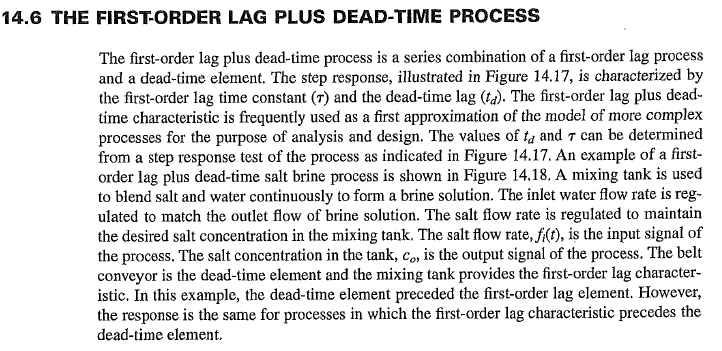 14.6 THE FIRST-ORDER LAG PLUS DEAD-TIME PROCESS
The first-order lag plus dead-time process is a series combination of a first-order lag process
and a dead-time element. The step response, illustrated in Figure 14.17, is characterized by
the first-order lag time constant (τ) and the dead-time lag (t_d). The first-order lag plus dead-
time characteristic is frequently used as a first approximation of the model of more complex
processes for the purpose of analysis and design. The values of t_d and τ can be determined
from a step response test of the process as indicated in Figure 14.17. An example of a first-
order lag plus dead-time salt brine process is shown in Figure 14.18. A mixing tank is used
to blend salt and water continuously to form a brine solution. The inlet water flow rate is reg-
ulated to match the outlet flow of brine solution. The salt flow rate is regulated to maintain
the desired salt concentration in the mixing tank. The salt flow rate, f_i(t), is the input signal of
the process. The salt concentration in the tank, c_o, is the output signal of the process. The belt
conveyor is the dead-time element and the mixing tank provides the first-order lag character-
istic. In this example, the dead-time element preceded the first-order lag element. However,
the response is the same for processes in which the first-order lag characteristic precedes the
dead-time element.